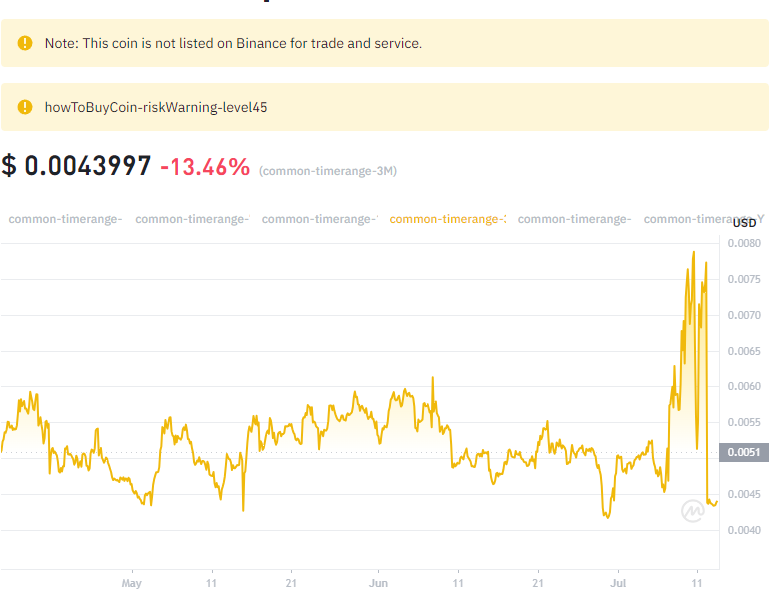 Note: This coin is not listed on Binance for trade and service.
howToBuyCoin-riskWarning-level45
$ 0.0043997 -13.46% (common-timerange-3M)
common-timerange- common-timerange- common-timerange- common-timerange- common-timerange- common-timerange-Y
USD
0.0080
0.0075
0.0070
0.0065
0.0060
0.0055
0.0051
0.0045
0.0040
May 11 21 Jun 11 21 Jul 11